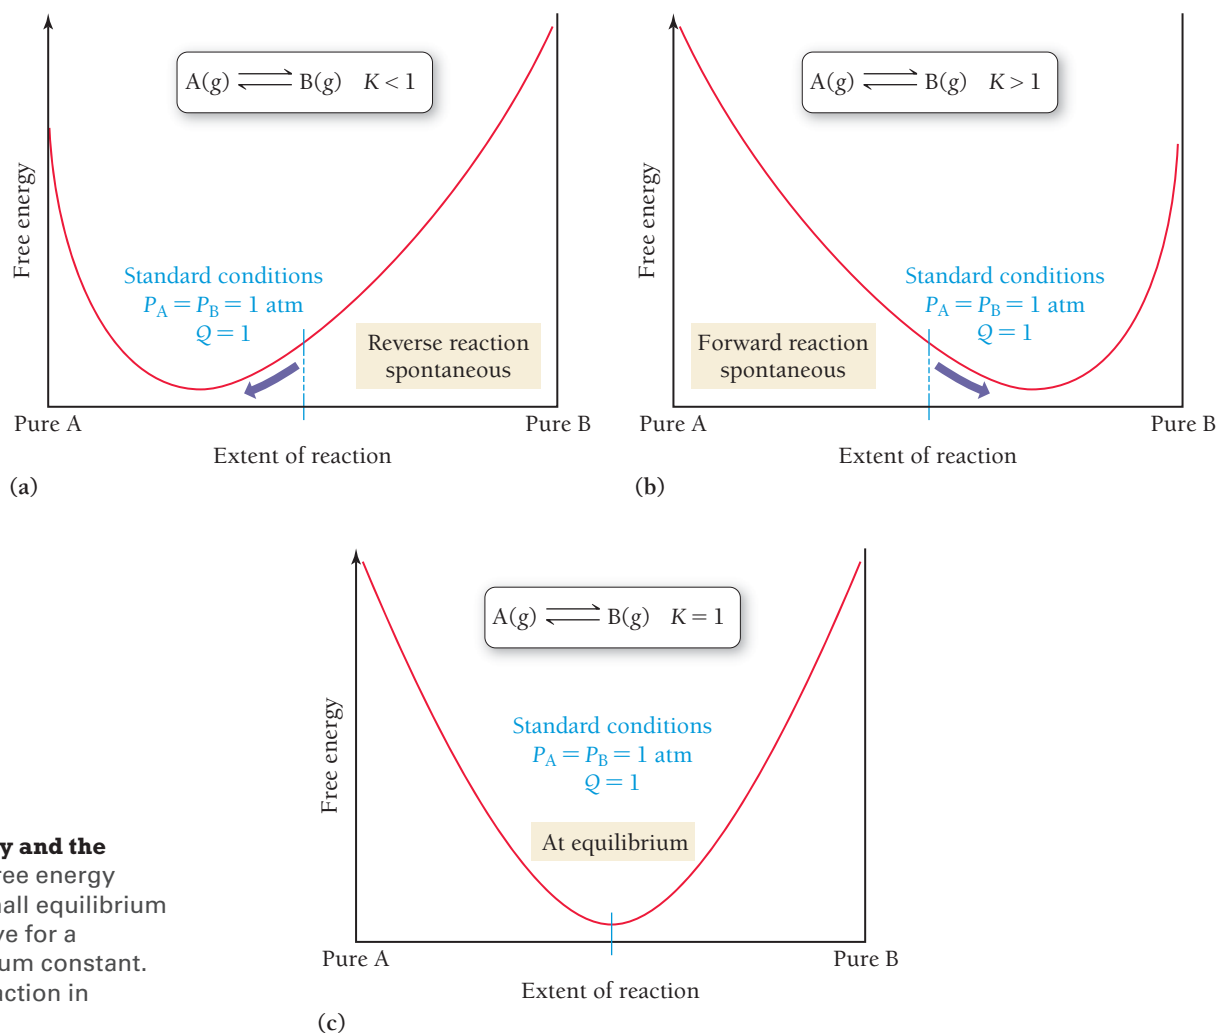 A(g) ⇌ B(g) K < 1
Free energy
Standard conditions
P_A = P_B = 1 atm
Q = 1
Reverse reaction
spontaneous
Pure A
Pure B
Extent of reaction
(a)
A(g) ⇌ B(g) K > 1
Free energy
Standard conditions
P_A = P_B = 1 atm
Q = 1
Forward reaction
spontaneous
Pure A
Pure B
Extent of reaction
(b)
A(g) ⇌ B(g) K = 1
Free energy
Standard conditions
P_A = P_B = 1 atm
Q = 1
At equilibrium
Pure A
Pure B
Extent of reaction
(c)
y and the
ree energy
nall equilibrium
ve for a
um constant.
action in